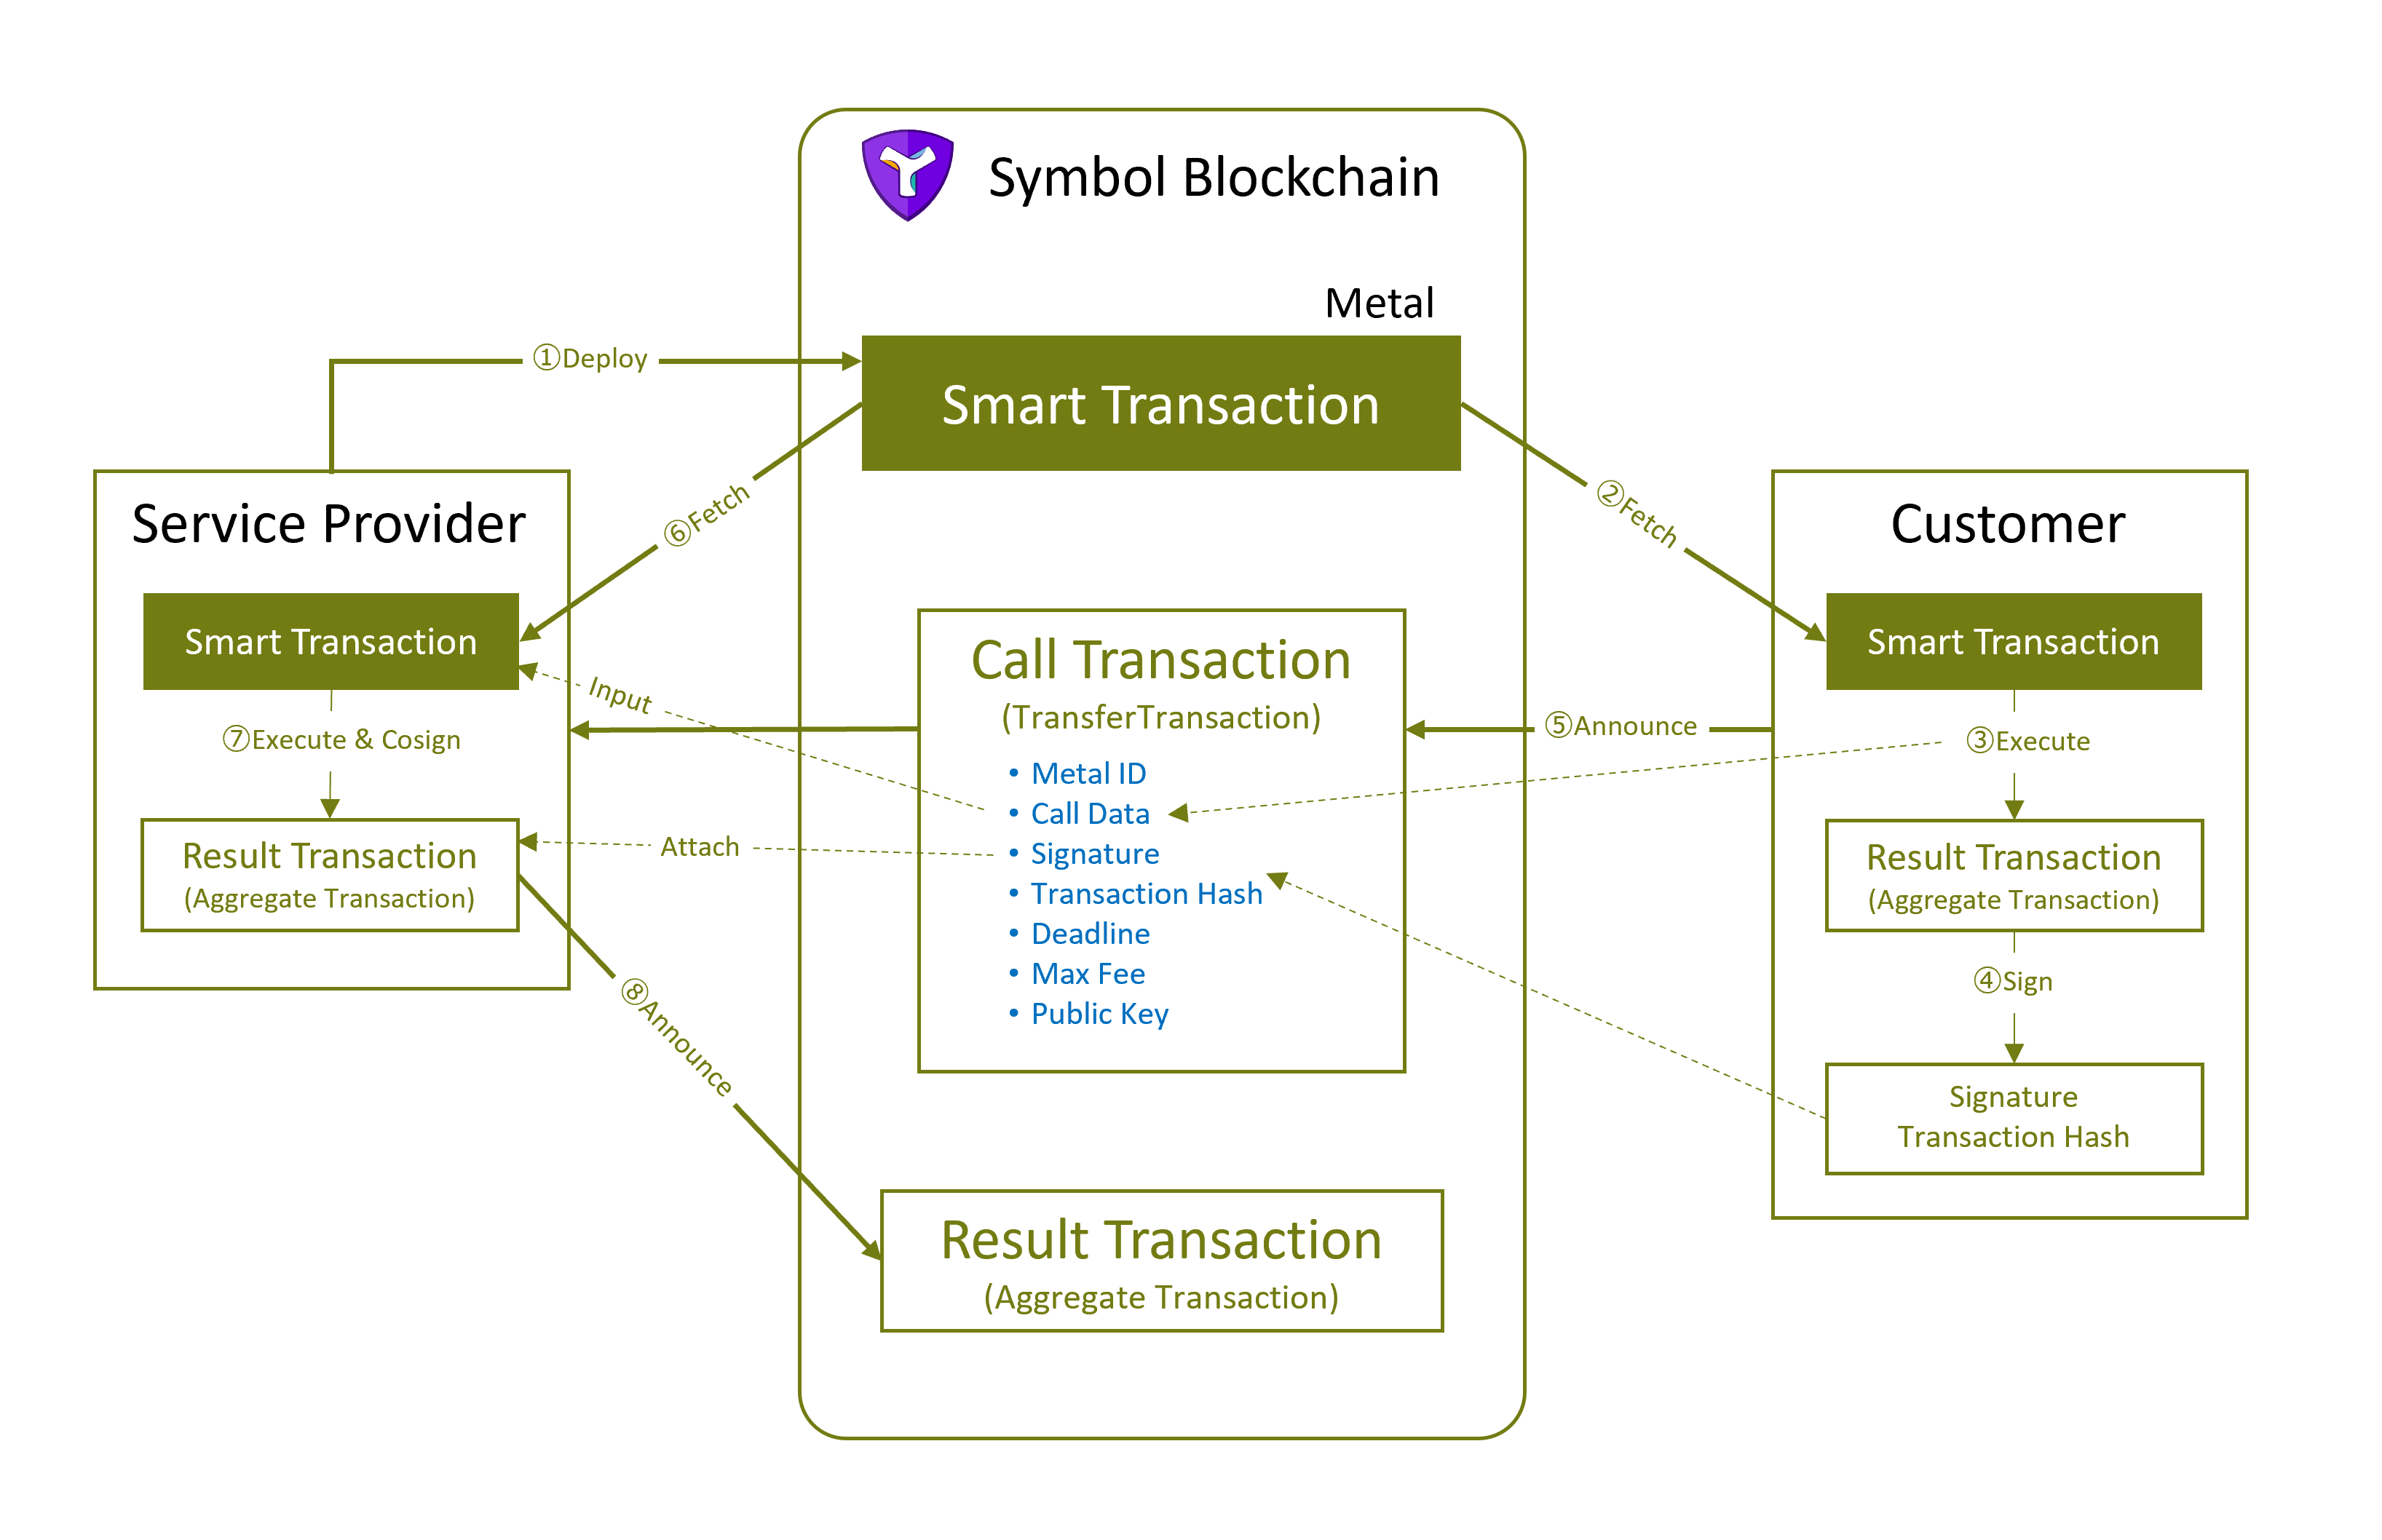 Symbol Blockchain
Metal
Smart Transaction
①Deploy
⑥Fetch
②Fetch
Service Provider
Smart Transaction
⑦Execute & Cosign
Result Transaction
(Aggregate Transaction)
Input
Attach
⑧Announce
Call Transaction
(TransferTransaction)
• Metal ID
• Call Data
• Signature
• Transaction Hash
• Deadline
• Max Fee
• Public Key
⑤Announce
Customer
Smart Transaction
③Execute
Result Transaction
(Aggregate Transaction)
④Sign
Signature
Transaction Hash
Result Transaction
(Aggregate Transaction)